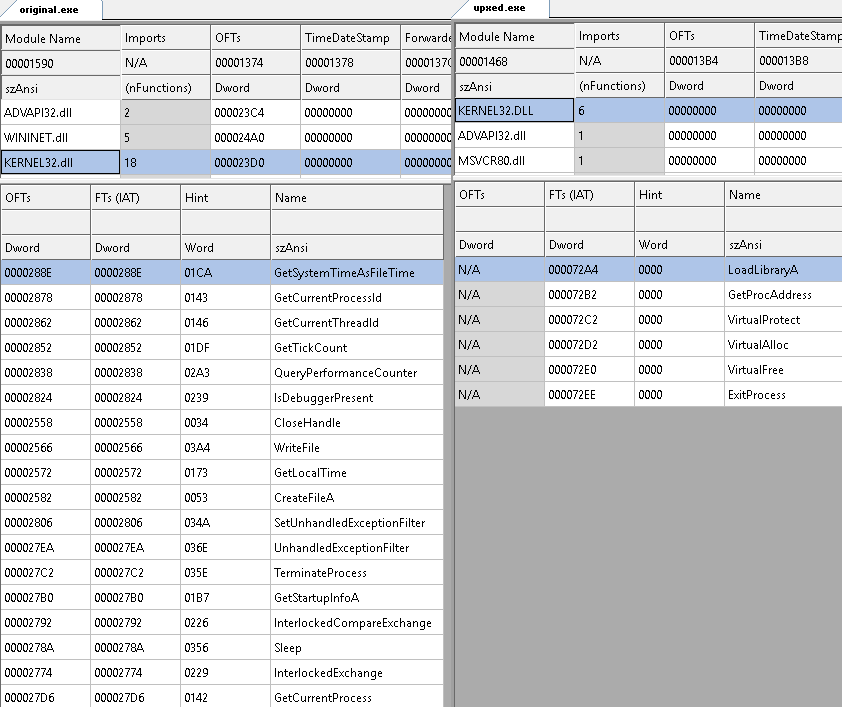 original.exe
Module Name Imports OFTs TimeDateStamp Forwarde
00001590 N/A 00001374 00001378 0000137C
szAnsi (nFunctions) Dword Dword Dword
ADVAPI32.dll 2 000023C4 00000000 00000000
WININET.dll 5 000024A0 00000000 00000000
KERNEL32.dll 18 000023D0 00000000 00000000
OFTs FTs (IAT) Hint Name
Dword Dword Word szAnsi
0000288E 0000288E 01CA GetSystemTimeAsFileTime
00002878 00002878 0143 GetCurrentProcessId
00002862 00002862 0146 GetCurrentThreadId
00002852 00002852 01DF GetTickCount
00002838 00002838 02A3 QueryPerformanceCounter
00002824 00002824 0239 IsDebuggerPresent
00002558 00002558 0034 CloseHandle
00002566 00002566 03A4 WriteFile
00002572 00002572 0173 GetLocalTime
00002582 00002582 0053 CreateFileA
00002806 00002806 034A SetUnhandledExceptionFilter
000027EA 000027EA 036E UnhandledExceptionFilter
000027C2 000027C2 035E TerminateProcess
000027B0 000027B0 01B7 GetStartupInfoA
00002792 00002792 0226 InterlockedCompareExchange
0000278A 0000278A 0356 Sleep
00002774 00002774 0229 InterlockedExchange
000027D6 000027D6 0142 GetCurrentProcess
upxed.exe
Module Name Imports OFTs TimeDateStamp
00001468 N/A 000013B4 000013B8
szAnsi (nFunctions) Dword Dword
KERNEL32.DLL 6 00000000 00000000
ADVAPI32.dll 1 00000000 00000000
MSVCR80.dll 1 00000000 00000000
OFTs FTs (IAT) Hint Name
Dword Dword Word szAnsi
N/A 000072A4 0000 LoadLibraryA
N/A 000072B2 0000 GetProcAddress
N/A 000072C2 0000 VirtualProtect
N/A 000072D2 0000 VirtualAlloc
N/A 000072E0 0000 VirtualFree
N/A 000072EE 0000 ExitProcess